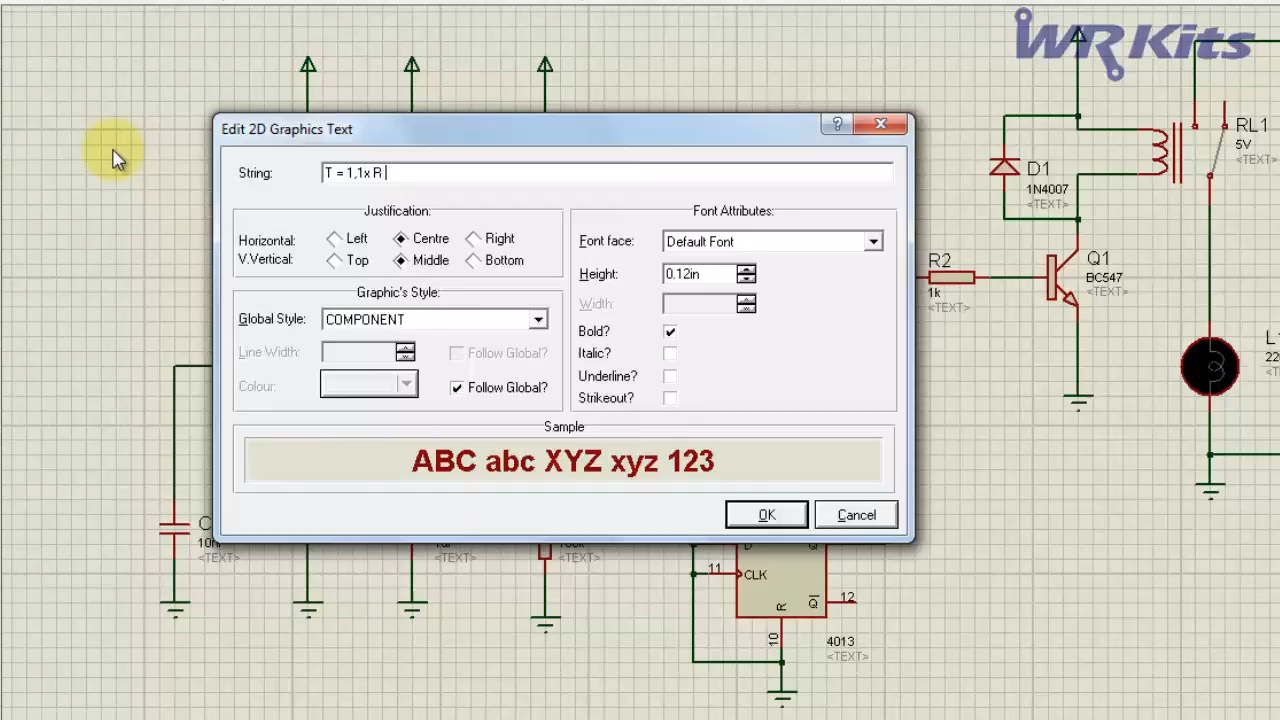 WR Kits
Edit 2D Graphics Text
String: T = 1,1x R
Justification:
Horizontal: Left Centre Right
V.Vertical: Top Middle Bottom
Graphic's Style:
Global Style: COMPONENT
Line Width: Follow Global?
Colour: Follow Global?
Font Attributes:
Font face: Default Font
Height: 0.12in
Width:
Bold?
Italic?
Underline?
Strikeout?
Sample
ABC abc XYZ xyz 123
OK Cancel
RL1
5V
<TEXT>
D1
1N4007
<TEXT>
R2
1k
<TEXT>
Q1
BC547
<TEXT>
<TEXT>
<TEXT>
<TEXT>
11
CLK
Q
12
R
10
4013
<TEXT>